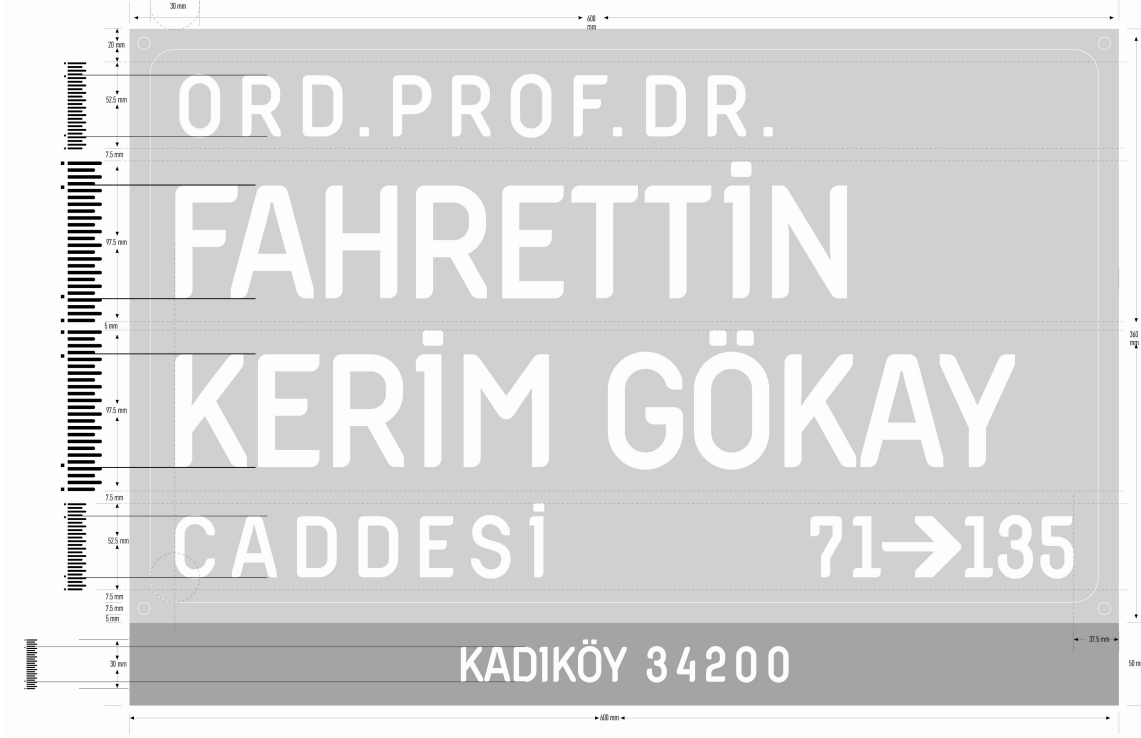 30 mm
600 mm
20 mm
52.5 mm
ORD.PROF.DR.
7.5 mm
97.5 mm
FAHRETTİN
5 mm
360 mm
97.5 mm
KERİM GÖKAY
7.5 mm
52.5 mm
CADDESİ 71→135
7.5 mm
7.5 mm
5 mm
37.5 mm
30 mm
KADIKÖY 34200
50 m
600 mm